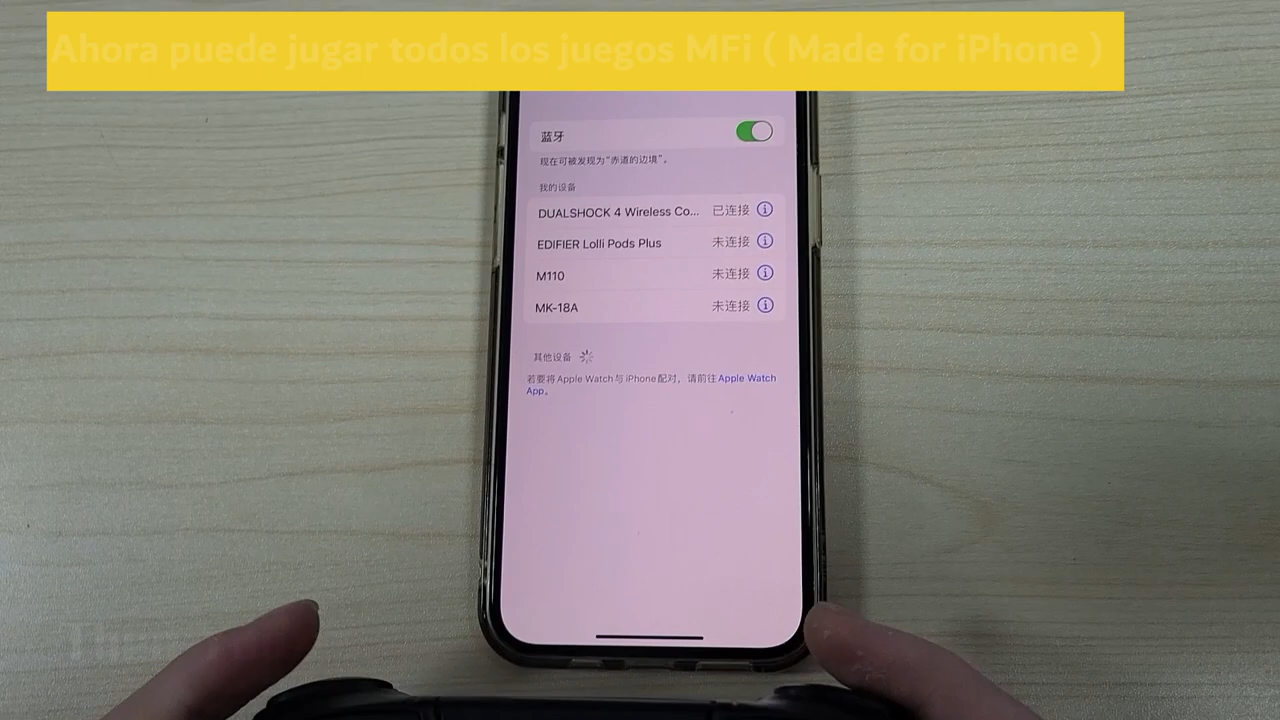 Ahora puede jugar todos los juegos MFi ( Made for iPhone )
蓝牙
现在可被发现为“赤道的边境”。
我的设备
DUALSHOCK 4 Wireless Co... 已连接
EDIFIER Lolli Pods Plus 未连接
M110 未连接
MK-18A 未连接
其他设备
若要将Apple Watch与iPhone配对，请前往Apple Watch
App。